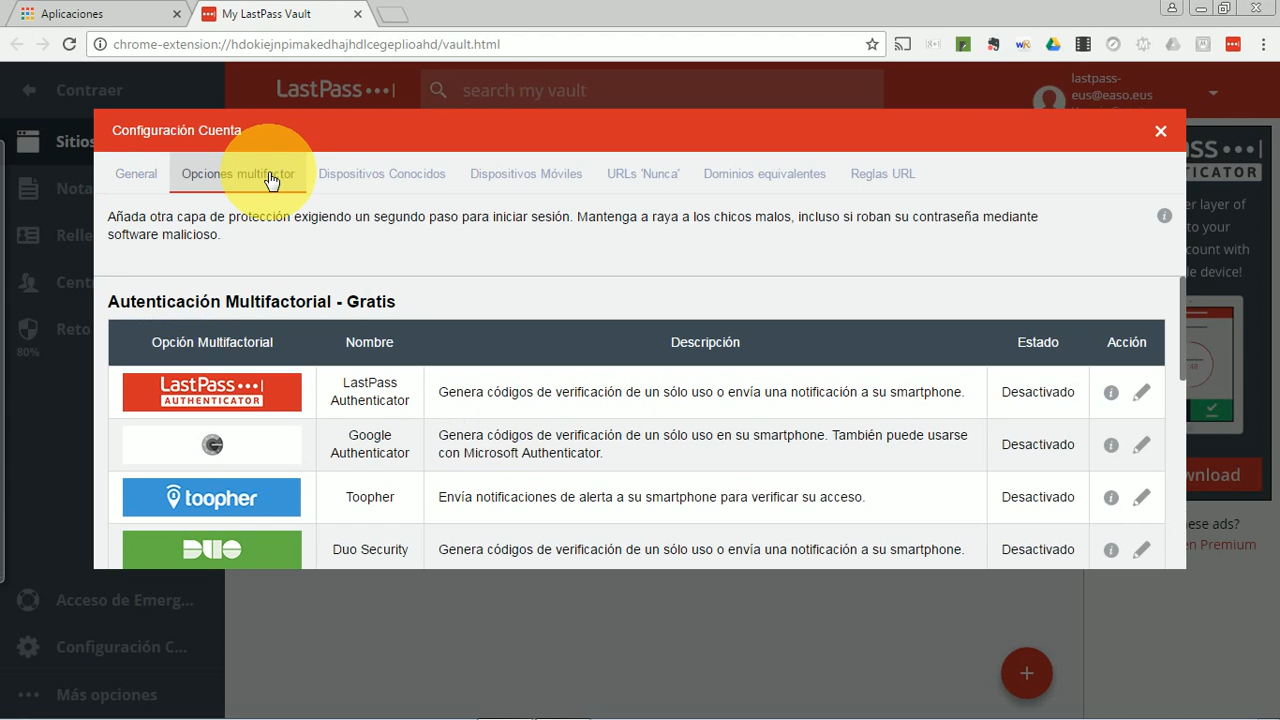 Aplicaciones
My LastPass Vault
chrome-extension://hdokiejnpimakedhajhdlcegeplioahd/vault.html
Contraer
LastPass •••|
search my vault
lastpass-
eus@easo.eus
Configuración Cuenta
Sitios
Nota
Relle
Centr
Reto
80%
General
Opciones multifactor
Dispositivos Conocidos
Dispositivos Móviles
URLs 'Nunca'
Dominios equivalentes
Reglas URL
Añada otra capa de protección exigiendo un segundo paso para iniciar sesión. Mantenga a raya a los chicos malos, incluso si roban su contraseña mediante
software malicioso.
Autenticación Multifactorial - Gratis
Opción Multifactorial
Nombre
Descripción
Estado
Acción
LastPass •••|
AUTHENTICATOR
LastPass
Authenticator
Genera códigos de verificación de un sólo uso o envía una notificación a su smartphone.
Desactivado
Google
Authenticator
Genera códigos de verificación de un sólo uso en su smartphone. También puede usarse
con Microsoft Authenticator.
Desactivado
toopher
Toopher
Envía notificaciones de alerta a su smartphone para verificar su acceso.
Desactivado
DUO
Duo Security
Genera códigos de verificación de un sólo uso o envía una notificación a su smartphone.
Desactivado
ss •••|
TICATOR
er layer of
to your
count with
le device!
wnload
ese ads?
en Premium
Acceso de Emerg...
Configuración C...
Más opciones